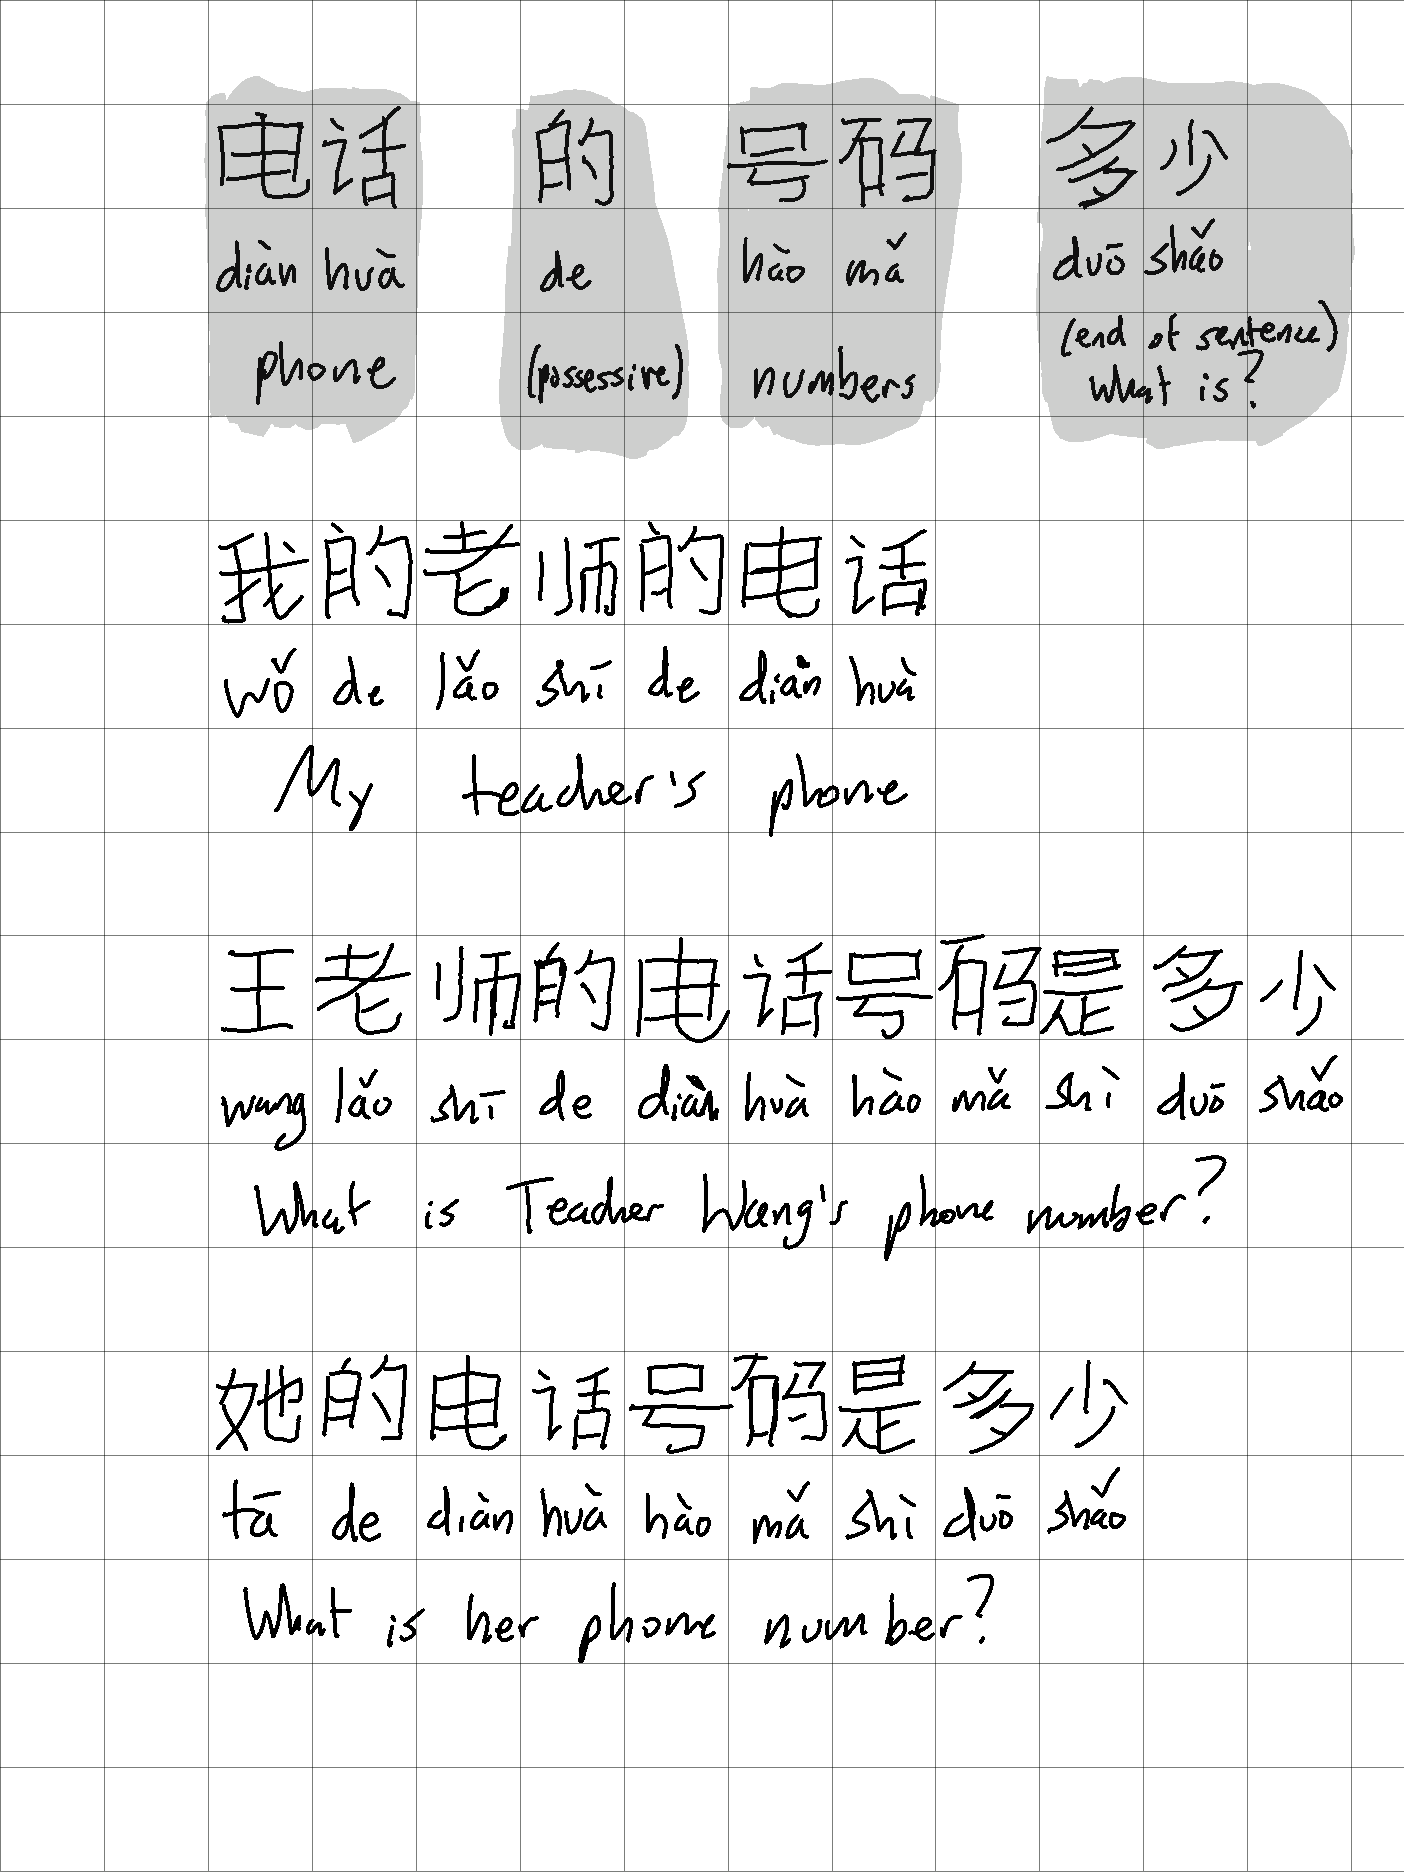 电话 的 号码 多少
diàn huà de hào mǎ duō shǎo
phone (possessive) numbers (end of sentence) what is?
我的老师的电话
wǒ de lǎo shī de diàn huà
My teacher's phone
王老师的电话号码是多少
wang lǎo shī de diàn huà hào mǎ shì duō shǎo
What is Teacher Wang's phone number?
她的电话号码是多少
tā de diàn huà hào mǎ shì duō shǎo
What is her phone number?